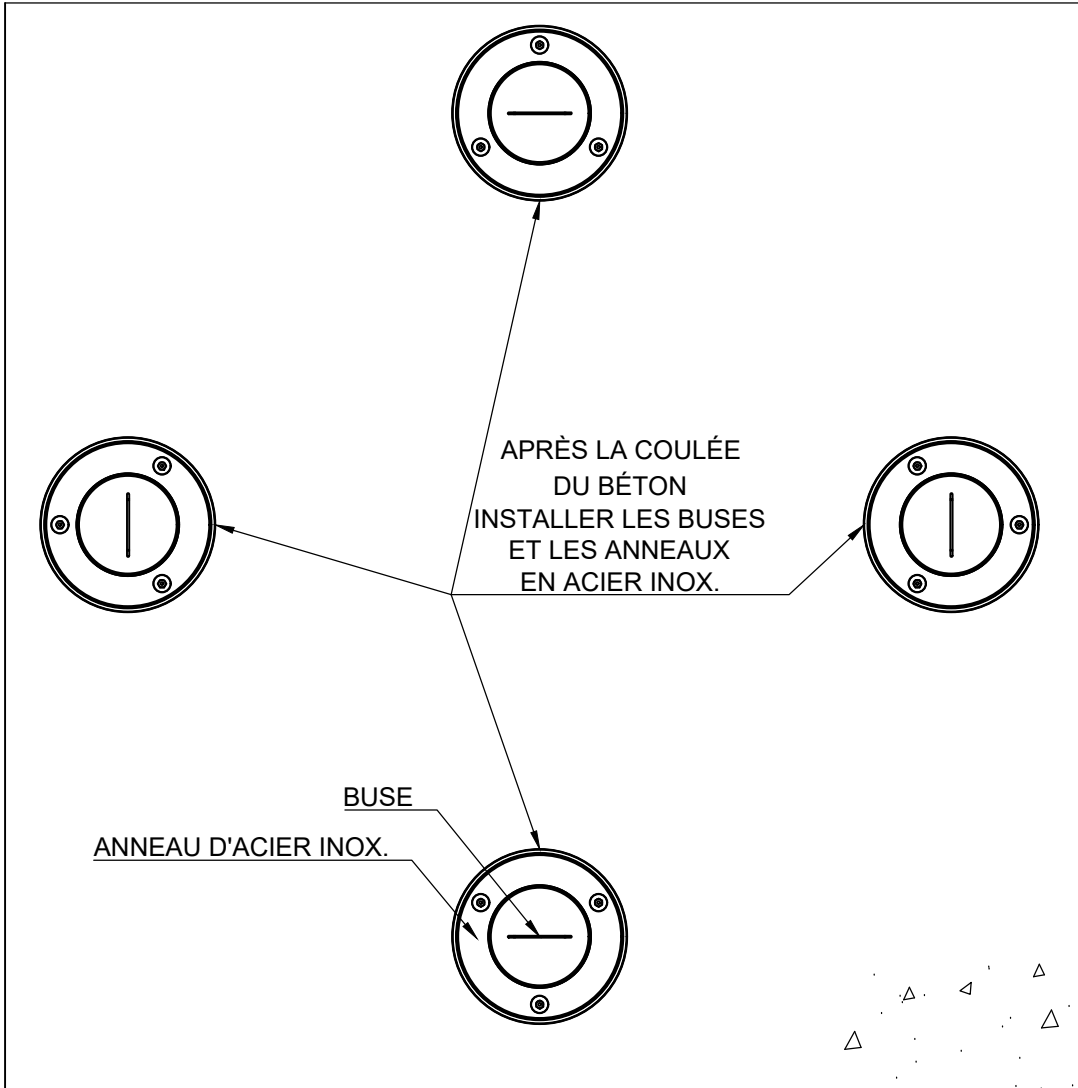 APRÈS LA COULÉE
DU BÉTON
INSTALLER LES BUSES
ET LES ANNEAUX
EN ACIER INOX.
BUSE
ANNEAU D'ACIER INOX.